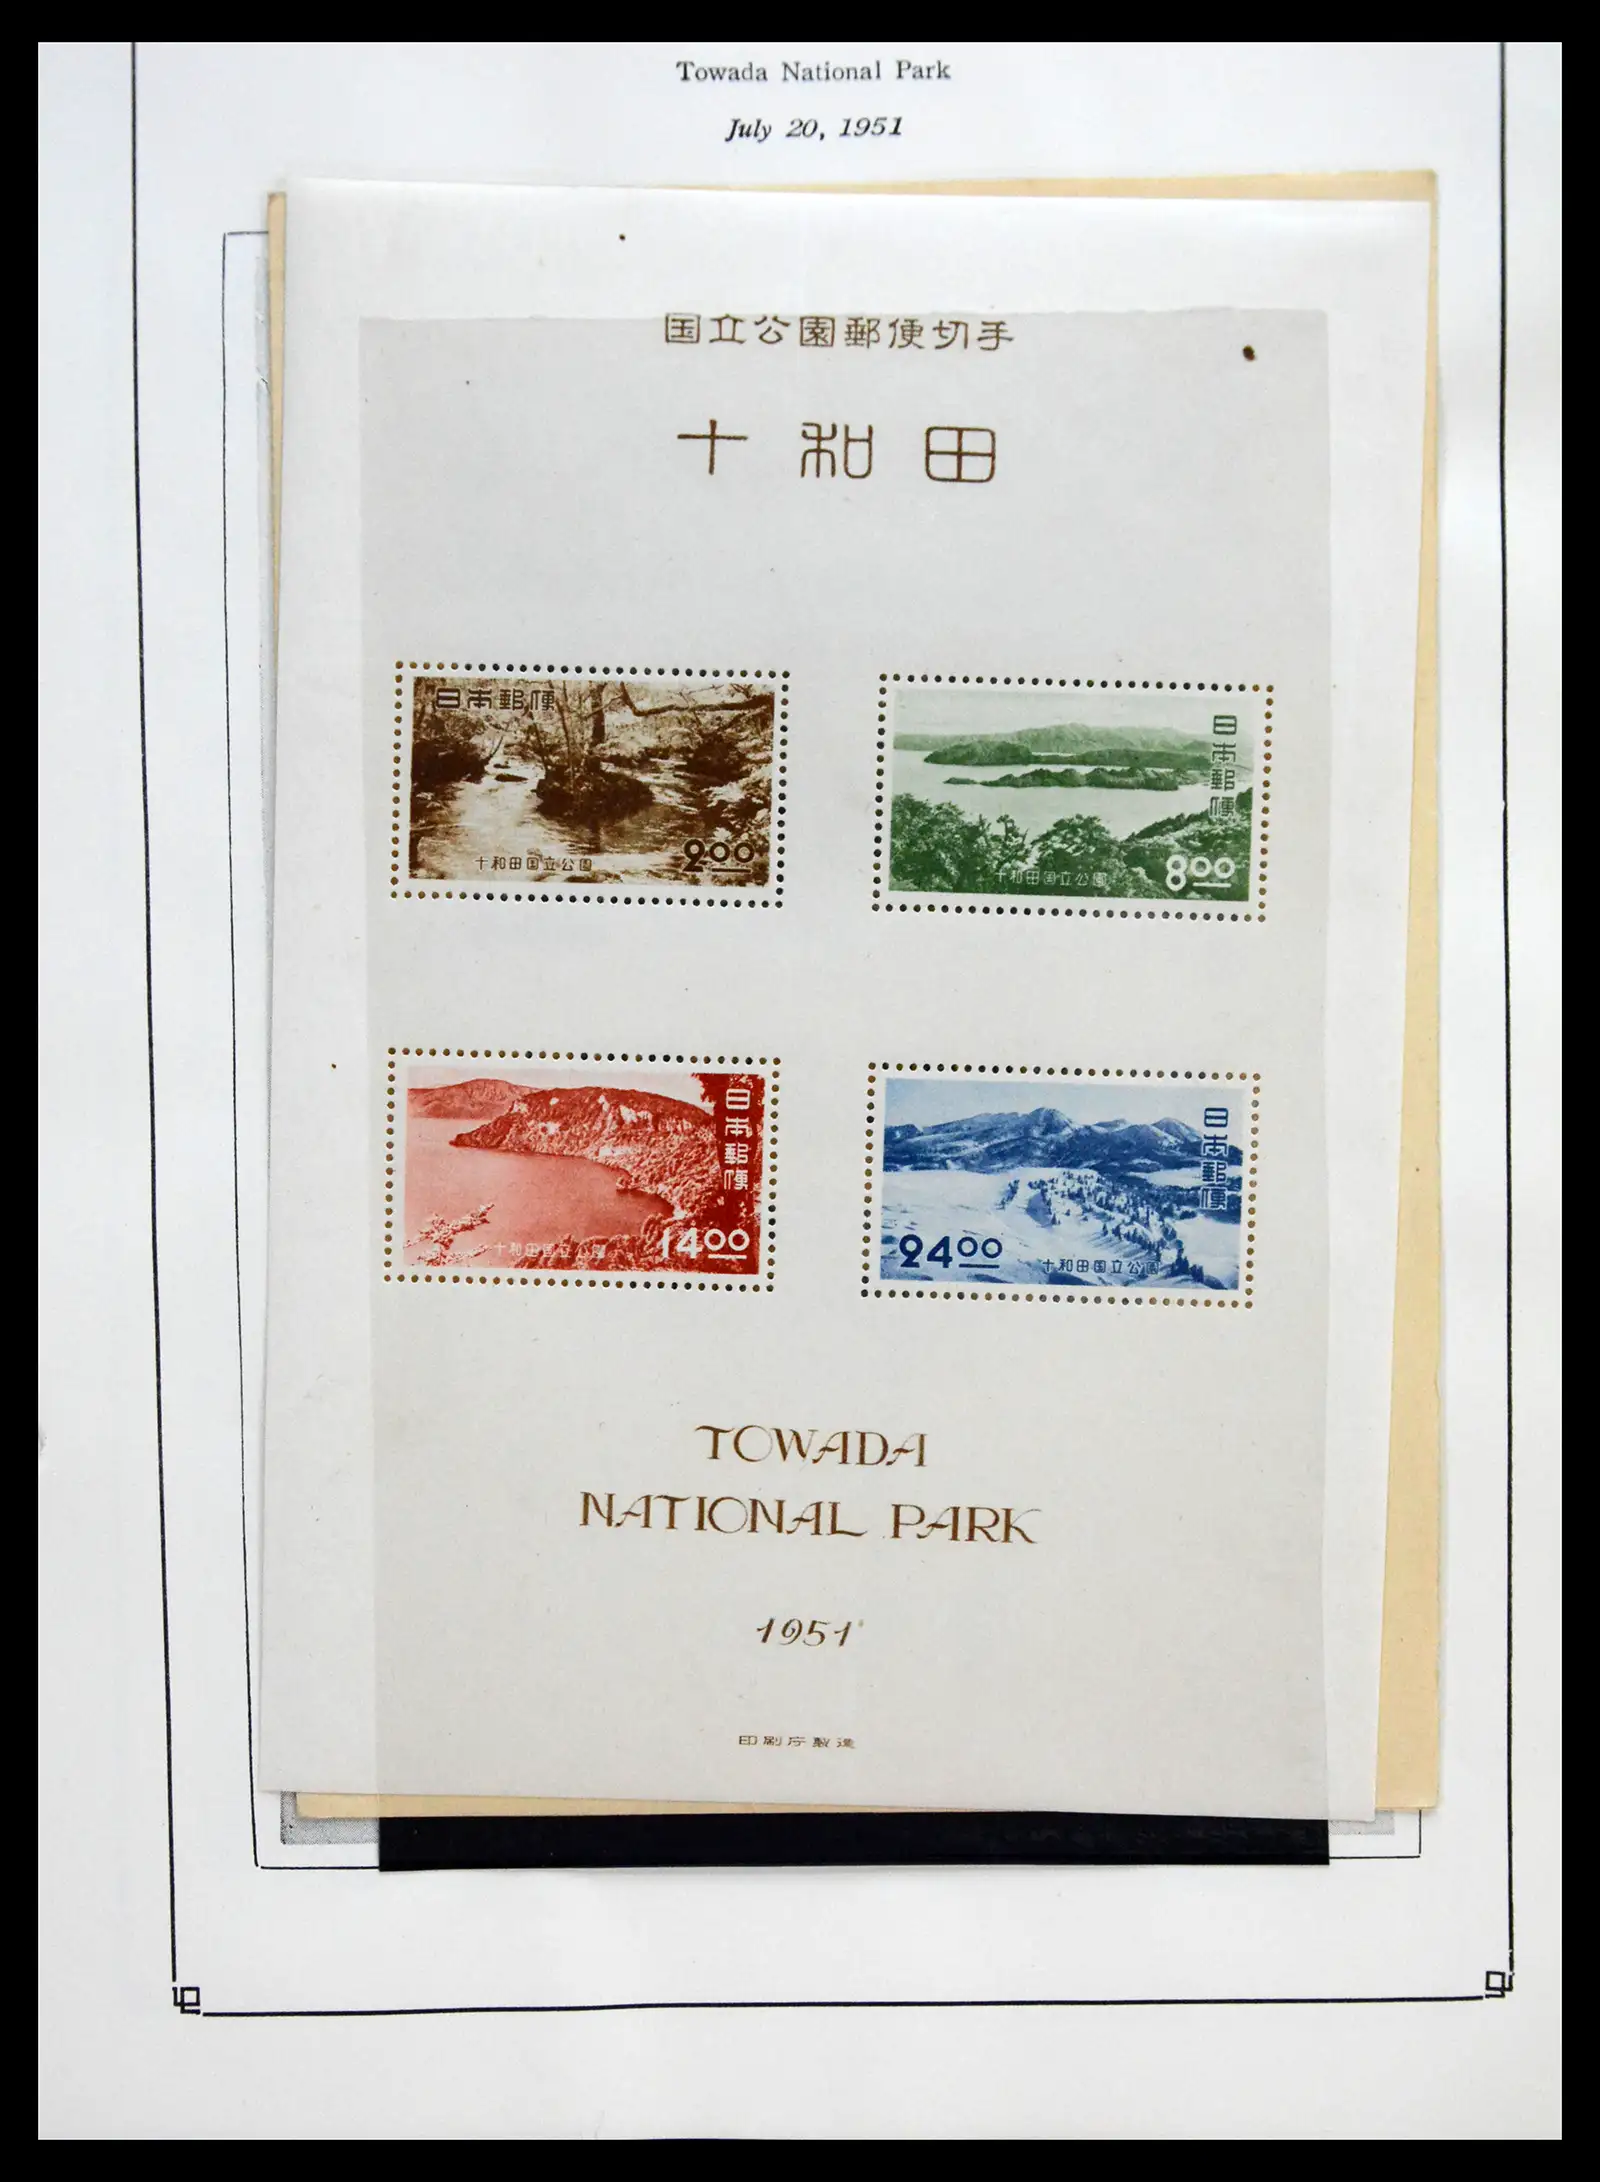 Towada National Park
July 20, 1951
国立公園郵便切手
十和田
日本郵便
十和田国立公園
2.00
日本郵便
十和田国立公園
8.00
日本郵便
十和田国立公園
14.00
日本郵便
24.00
十和田国立公園
TOWADA
NATIONAL PARK
1951
印刷庁製造